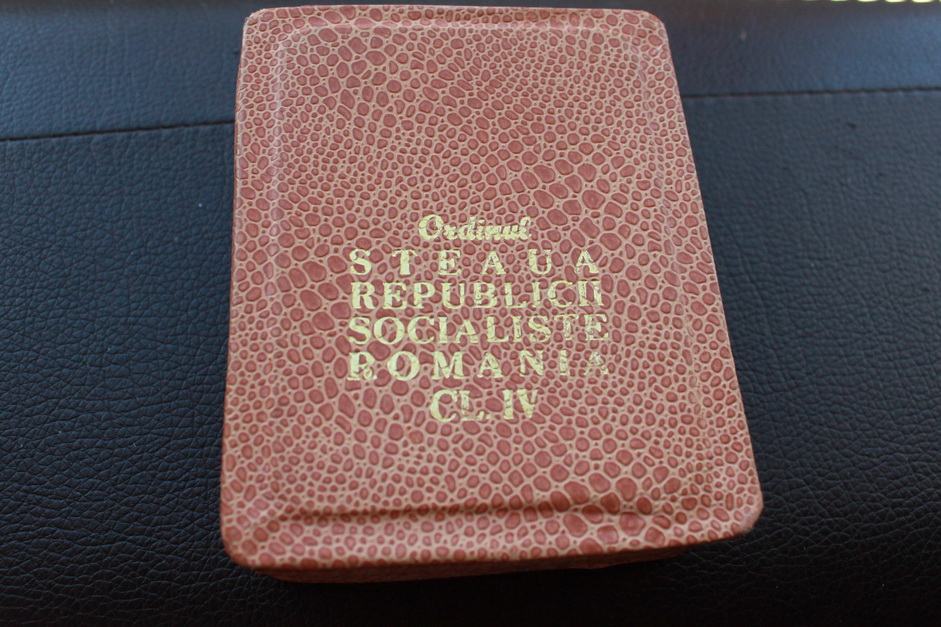 Ordinul
STEAUA
REPUBLICII
SOCIALISTE
ROMANIA
CL. IV